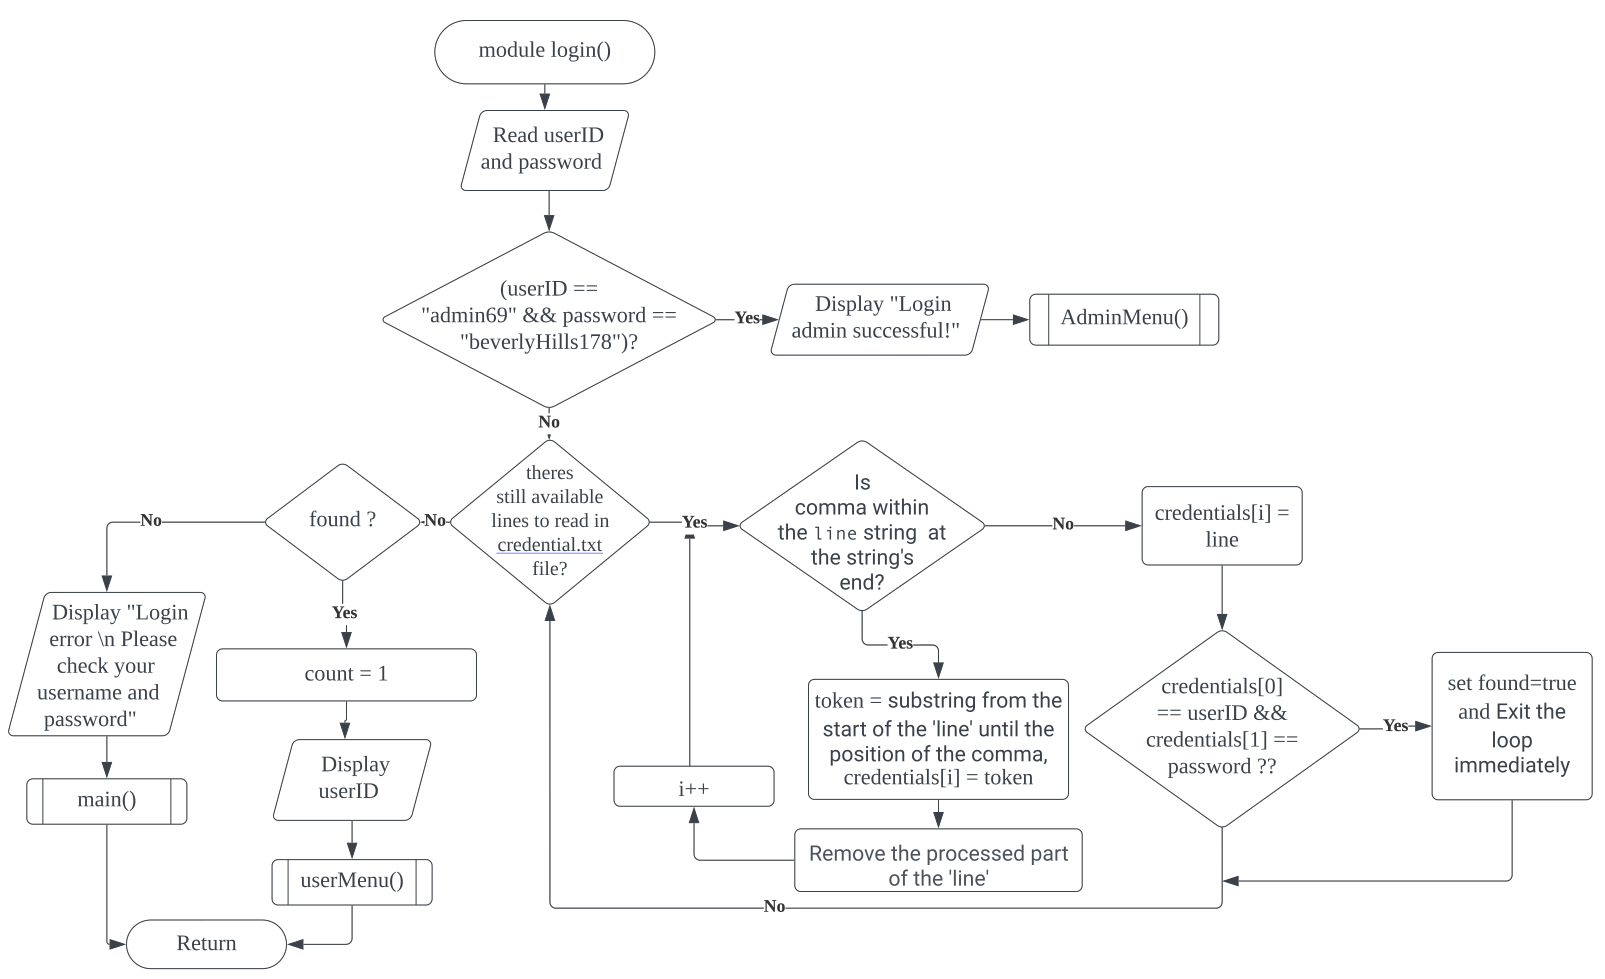 module login()
Read userID
and password
(userID ==
"admin69" && password ==
"beverlyHills178")?
Yes
Display "Login
admin successful!"
AdminMenu()
No
theres
still available
lines to read in
credential.txt
file?
No
found ?
No
Display "Login
error \n Please
check your
username and
password"
main()
Yes
count = 1
Display
userID
userMenu()
Return
Yes
Is
comma within
the line string at
the string's
end?
Yes
token = substring from the
start of the 'line' until the
position of the comma,
credentials[i] = token
Remove the processed part
of the 'line'
i++
No
credentials[i] =
line
credentials[0]
== userID &&
credentials[1] ==
password ??
Yes
set found=true
and Exit the
loop
immediately
No